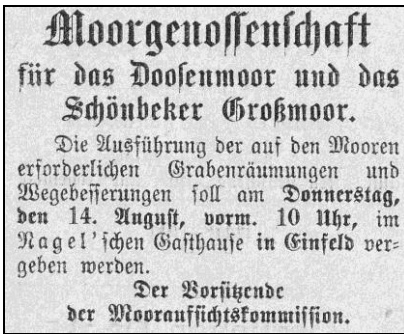 Moorgenossenschaft
für das Doosenmoor und das
Schönbeker Großmoor.
Die Ausführung der auf den Mooren
erforderlichen Grabenräumungen und
Wegebesserungen soll am Donnerstag,
den 14. August, vorm. 10 Uhr, im
Nagel'schen Gasthause in Einfeld ver=
geben werden.
Der Vorsitzende
der Mooraufsichtskommission.